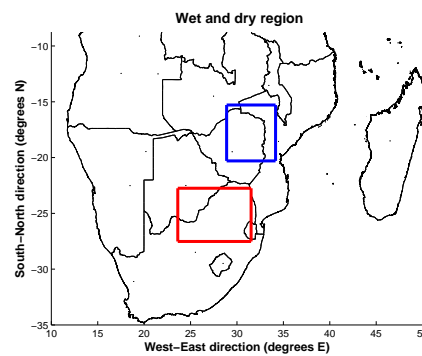 Wet and dry region
South−North direction (degrees N)
−10
−15
−20
−25
−30
−35
10 15 20 25 30 35 40 45 50
West−East direction (degrees E)